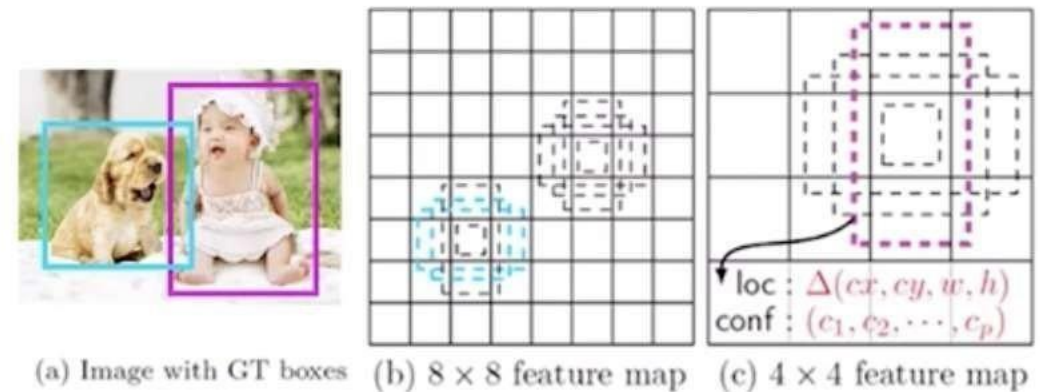 loc : Δ(cx, cy, w, h)
conf : (c₁, c₂, ⋯, cₚ)
(a) Image with GT boxes
(b) 8 × 8 feature map
(c) 4 × 4 feature map